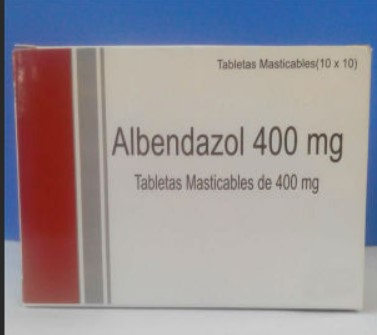 Tabletas Masticables(10 x 10)
Albendazol 400 mg
Tabletas Masticables de 400 mg